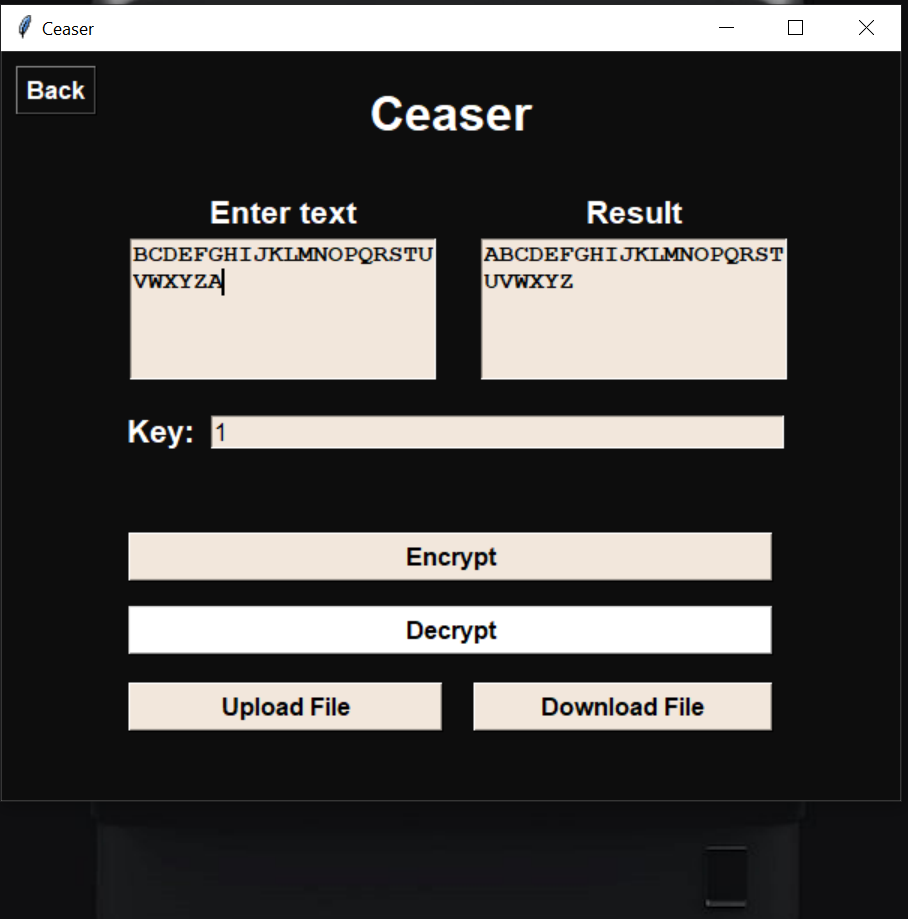 Ceaser
Back
Ceaser
Enter text
Result
BCDEFGHIJKLMNOPQRSTU
VWXYZA
ABCDEFGHIJKLMNOPQRST
UVWXYZ
Key: 1
Encrypt
Decrypt
Upload File
Download File